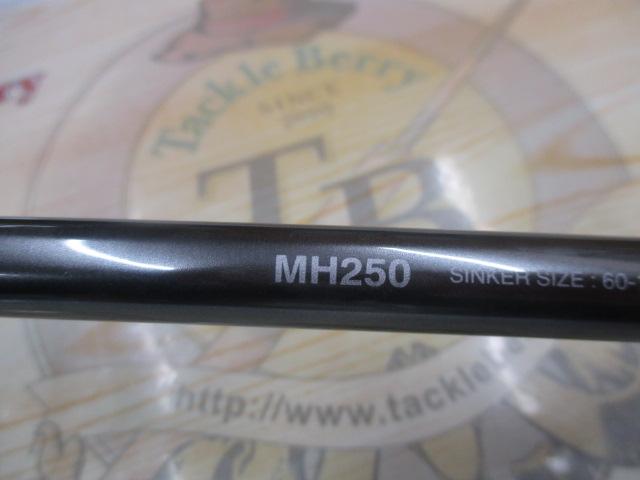 Tackle Berry
SINCE
TB
MH250
SINKER SIZE : 60-
http://www.tackle